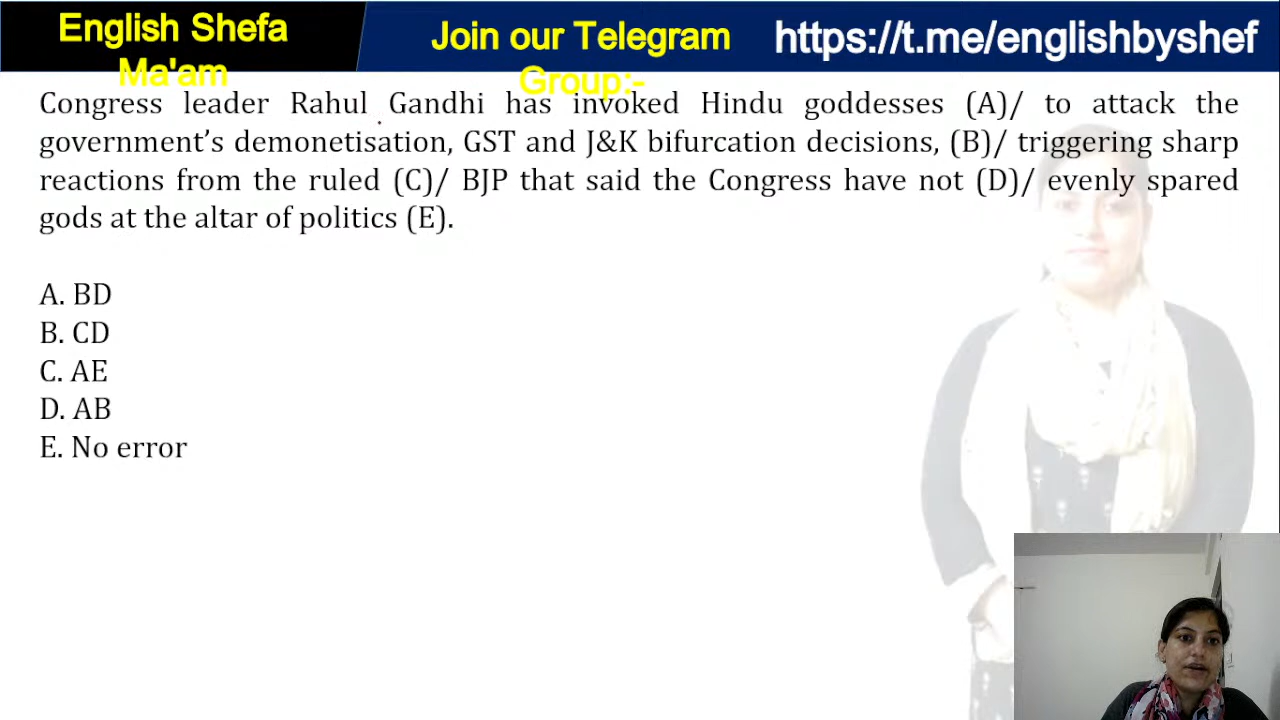 English Shefa
Ma'am
Join our Telegram
Group:-
https://t.me/englishbyshef
Congress leader Rahul Gandhi has invoked Hindu goddesses (A)/ to attack the
government’s demonetisation, GST and J&K bifurcation decisions, (B)/ triggering sharp
reactions from the ruled (C)/ BJP that said the Congress have not (D)/ evenly spared
gods at the altar of politics (E).
A. BD
B. CD
C. AE
D. AB
E. No error